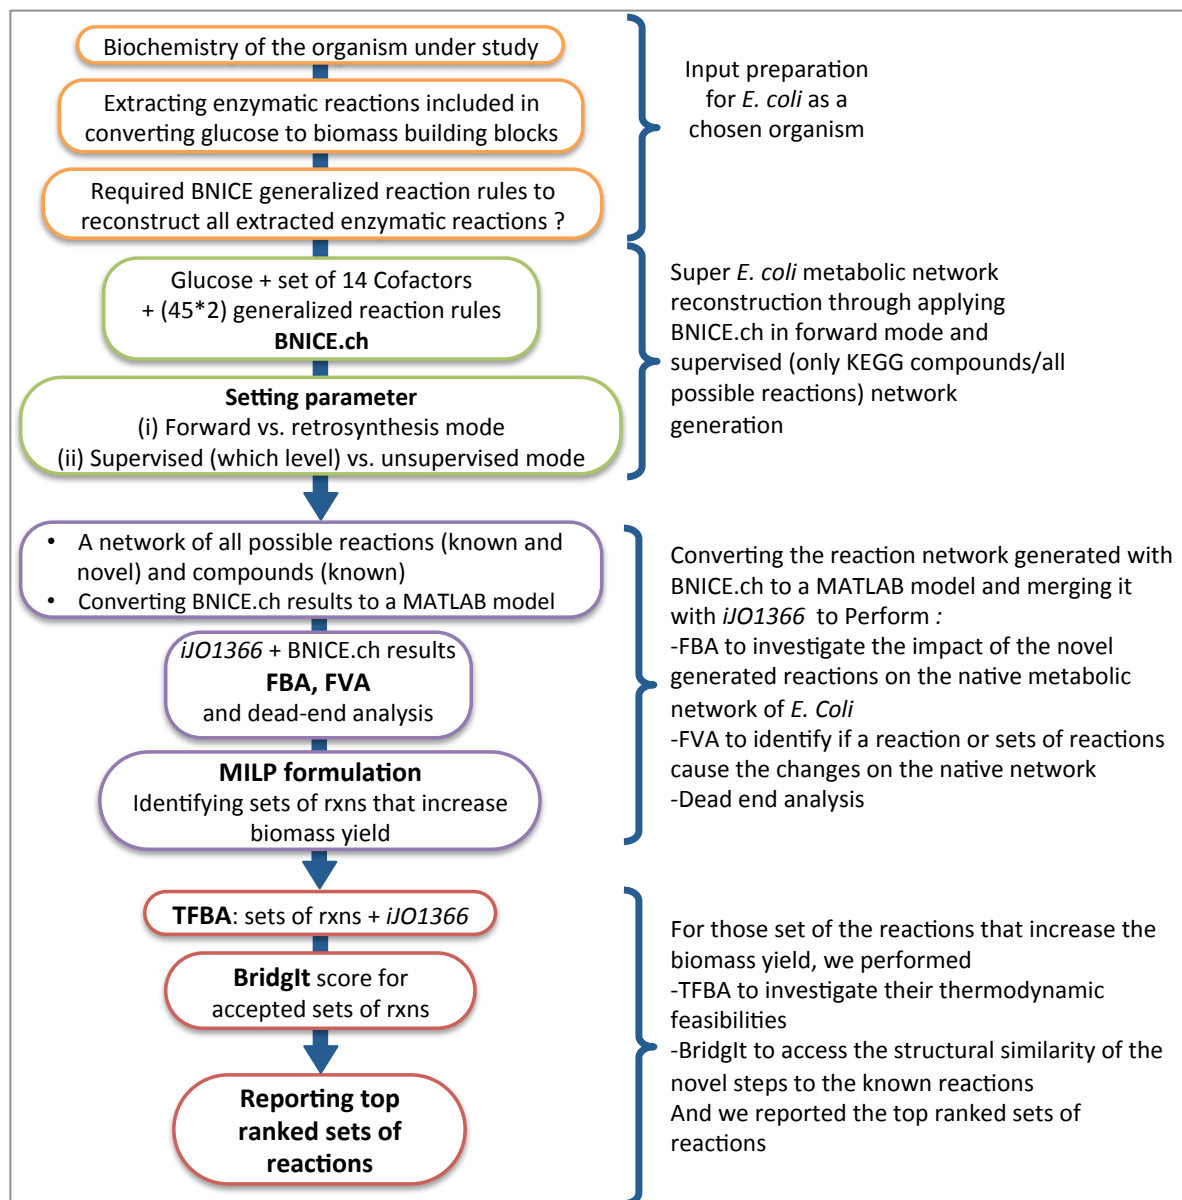 Biochemistry of the organism under study
Extracting enzymatic reactions included in
converting glucose to biomass building blocks
Required BNICE generalized reaction rules to
reconstruct all extracted enzymatic reactions ?
Input preparation
for E. coli as a
chosen organism
Glucose + set of 14 Cofactors
+ (45*2) generalized reaction rules
BNICE.ch
Setting parameter
(i) Forward vs. retrosynthesis mode
(ii) Supervised (which level) vs. unsupervised mode
Super E. coli metabolic network
reconstruction through applying
BNICE.ch in forward mode and
supervised (only KEGG compounds/all
possible reactions) network
generation
• A network of all possible reactions (known and
novel) and compounds (known)
• Converting BNICE.ch results to a MATLAB model
iJO1366 + BNICE.ch results
FBA, FVA
and dead-end analysis
MILP formulation
Identifying sets of rxns that increase
biomass yield
Converting the reaction network generated with
BNICE.ch to a MATLAB model and merging it
with iJO1366 to Perform :
-FBA to investigate the impact of the novel
generated reactions on the native metabolic
network of E. Coli
-FVA to identify if a reaction or sets of reactions
cause the changes on the native network
-Dead end analysis
TFBA: sets of rxns + iJO1366
BridgIt score for
accepted sets of rxns
Reporting top
ranked sets of
reactions
For those set of the reactions that increase the
biomass yield, we performed
-TFBA to investigate their thermodynamic
feasibilities
-BridgIt to access the structural similarity of the
novel steps to the known reactions
And we reported the top ranked sets of
reactions